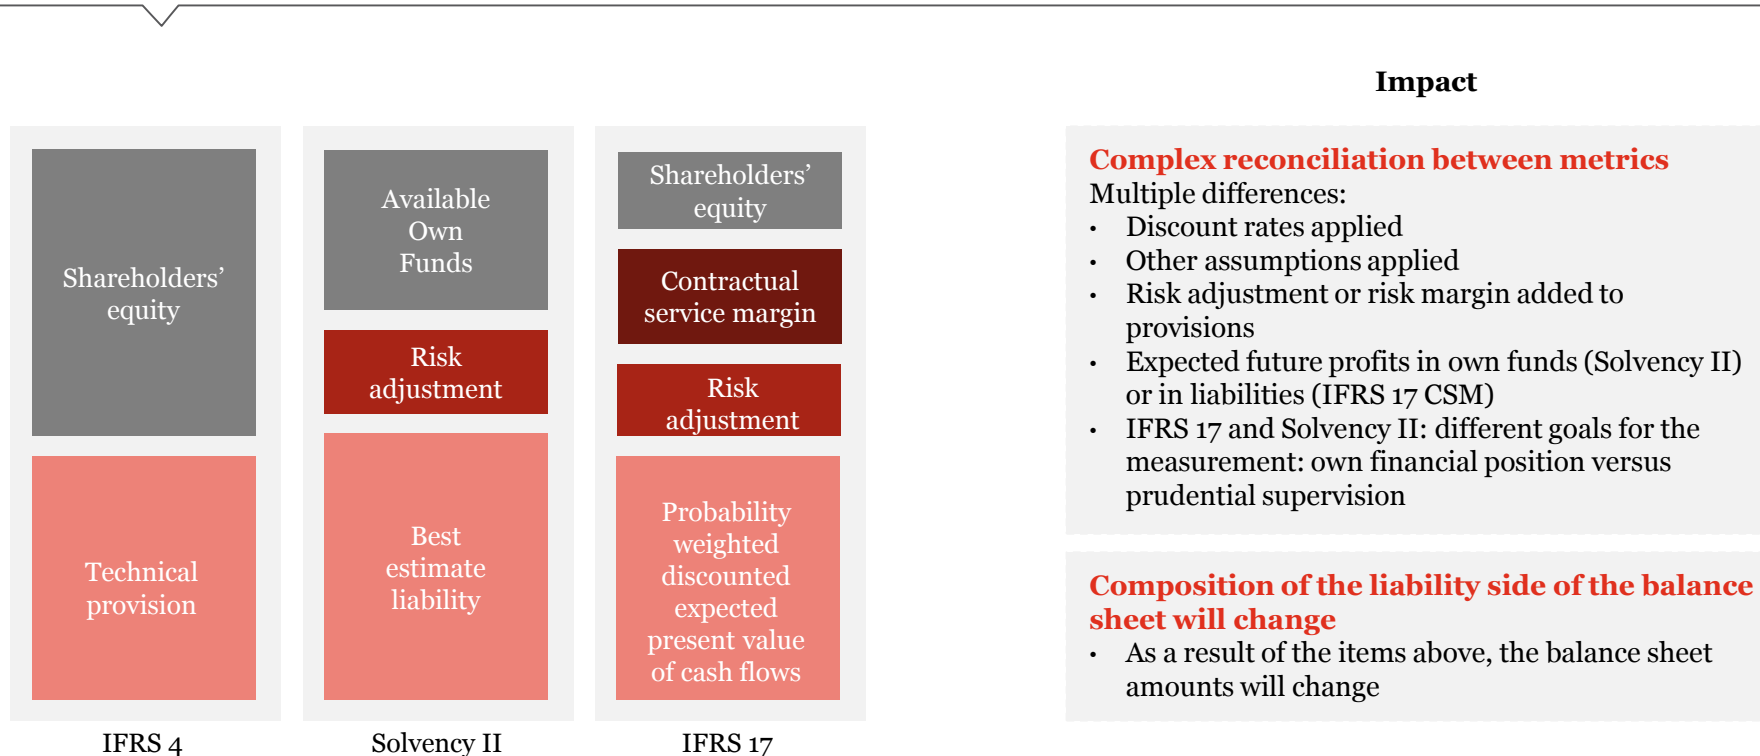 Shareholders'
equity
Technical
provision
IFRS 4
Available
Own
Funds
Risk
adjustment
Best
estimate
liability
Solvency II
Shareholders'
equity
Contractual
service margin
Risk
adjustment
Probability
weighted
discounted
expected
present value
of cash flows
IFRS 17
Impact
Complex reconciliation between metrics
Multiple differences:
• Discount rates applied
• Other assumptions applied
• Risk adjustment or risk margin added to
provisions
• Expected future profits in own funds (Solvency II)
or in liabilities (IFRS 17 CSM)
• IFRS 17 and Solvency II: different goals for the
measurement: own financial position versus
prudential supervision
Composition of the liability side of the balance
sheet will change
• As a result of the items above, the balance sheet
amounts will change